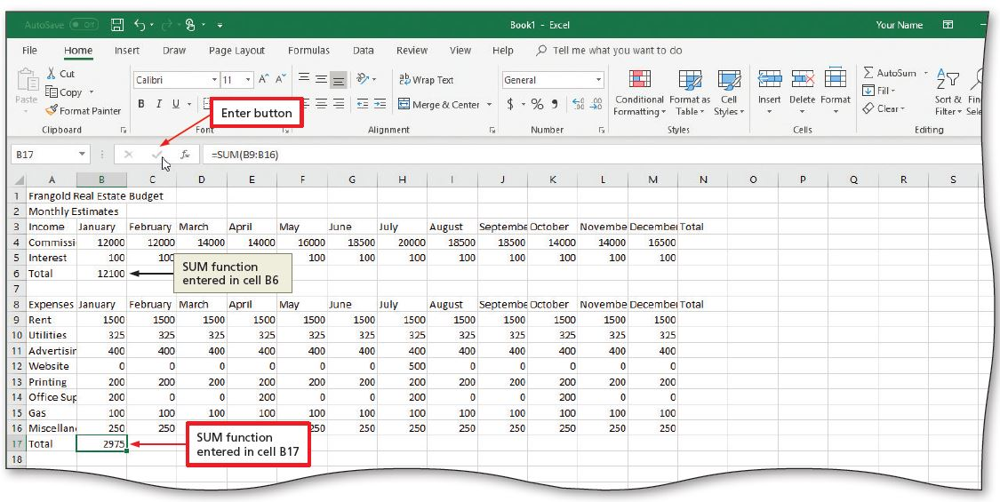 AutoSave Off Book1 - Excel Your Name
File Home Insert Draw Page Layout Formulas Data Review View Help Tell me what you want to do
Cut
Copy
Format Painter
Paste
Clipboard
Calibri 11
B I U
Font
Enter button
Wrap Text
Merge & Center
Alignment
General
$ % 9
Number
Conditional Formatting
Format as Table
Cell Styles
Styles
Insert Delete Format
Cells
AutoSum
Fill
Clear
Sort & Filter
Editing
B17 fx =SUM(B9:B16)
A B C D E F G H I J K L M N O P Q R S
1 Frangold Real Estate Budget
2 Monthly Estimates
3 Income January February March April May June July August Septembe October Novembe December Total
4 Commissi 12000 12000 14000 14000 16000 18500 20000 18500 18500 14000 14000 16500
5 Interest 100 100 100 100 100 100 100 100 100 100
6 Total 12100
SUM function
entered in cell B6
7
8 Expenses January February March April May June July August Septembe October Novembe December Total
9 Rent 1500 1500 1500 1500 1500 1500 1500 1500 1500 1500 1500 1500
10 Utilities 325 325 325 325 325 325 325 325 325 325 325 325
11 Advertisir 400 400 400 400 400 400 400 400 400 400 400 400
12 Website 0 0 0 0 0 0 500 0 0 0 0 0
13 Printing 200 200 200 200 200 200 200 200 200 200 200 200
14 Office Sup 200 0 0 200 0 0 200 0 0 200 0 0
15 Gas 100 100 100 100 100 100 100 100 100 100 100 100
16 Miscellan 250 250 250 250 250 250 250 250 250 250
17 Total 2975
SUM function
entered in cell B17
18